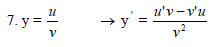 7. y = u/v → y' = (u'v – v'u)/v²